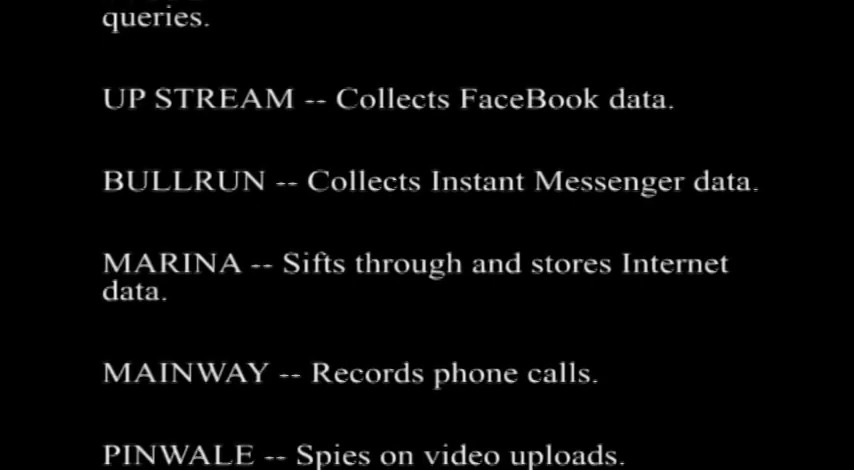 queries.
UP STREAM -- Collects FaceBook data.
BULLRUN -- Collects Instant Messenger data.
MARINA -- Sifts through and stores Internet
data.
MAINWAY -- Records phone calls.
PINWALE -- Spies on video uploads.